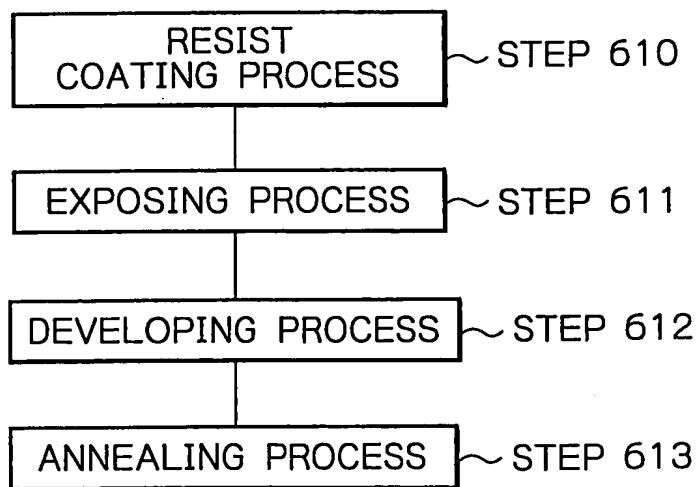 RESIST
COATING PROCESS
STEP 610
EXPOSING PROCESS
STEP 611
DEVELOPING PROCESS
STEP 612
ANNEALING PROCESS
STEP 613